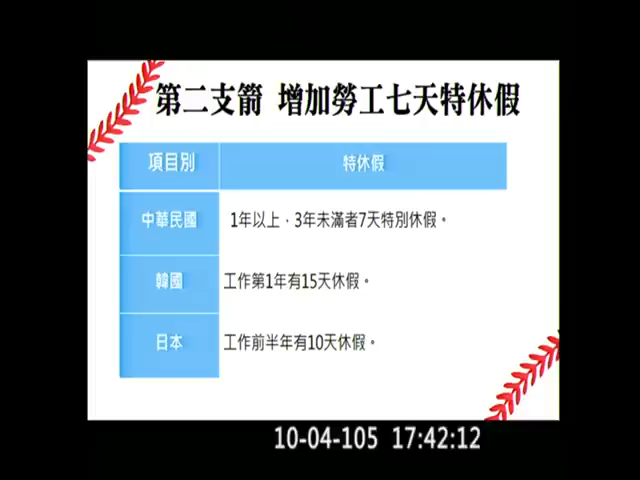 第二支箭 增加勞工七天特休假
項目別 特休假
中華民國 1年以上，3年未滿者7天特別休假。
韓國 工作第1年有15天休假。
日本 工作前半年有10天休假。
10-04-105 17:42:12